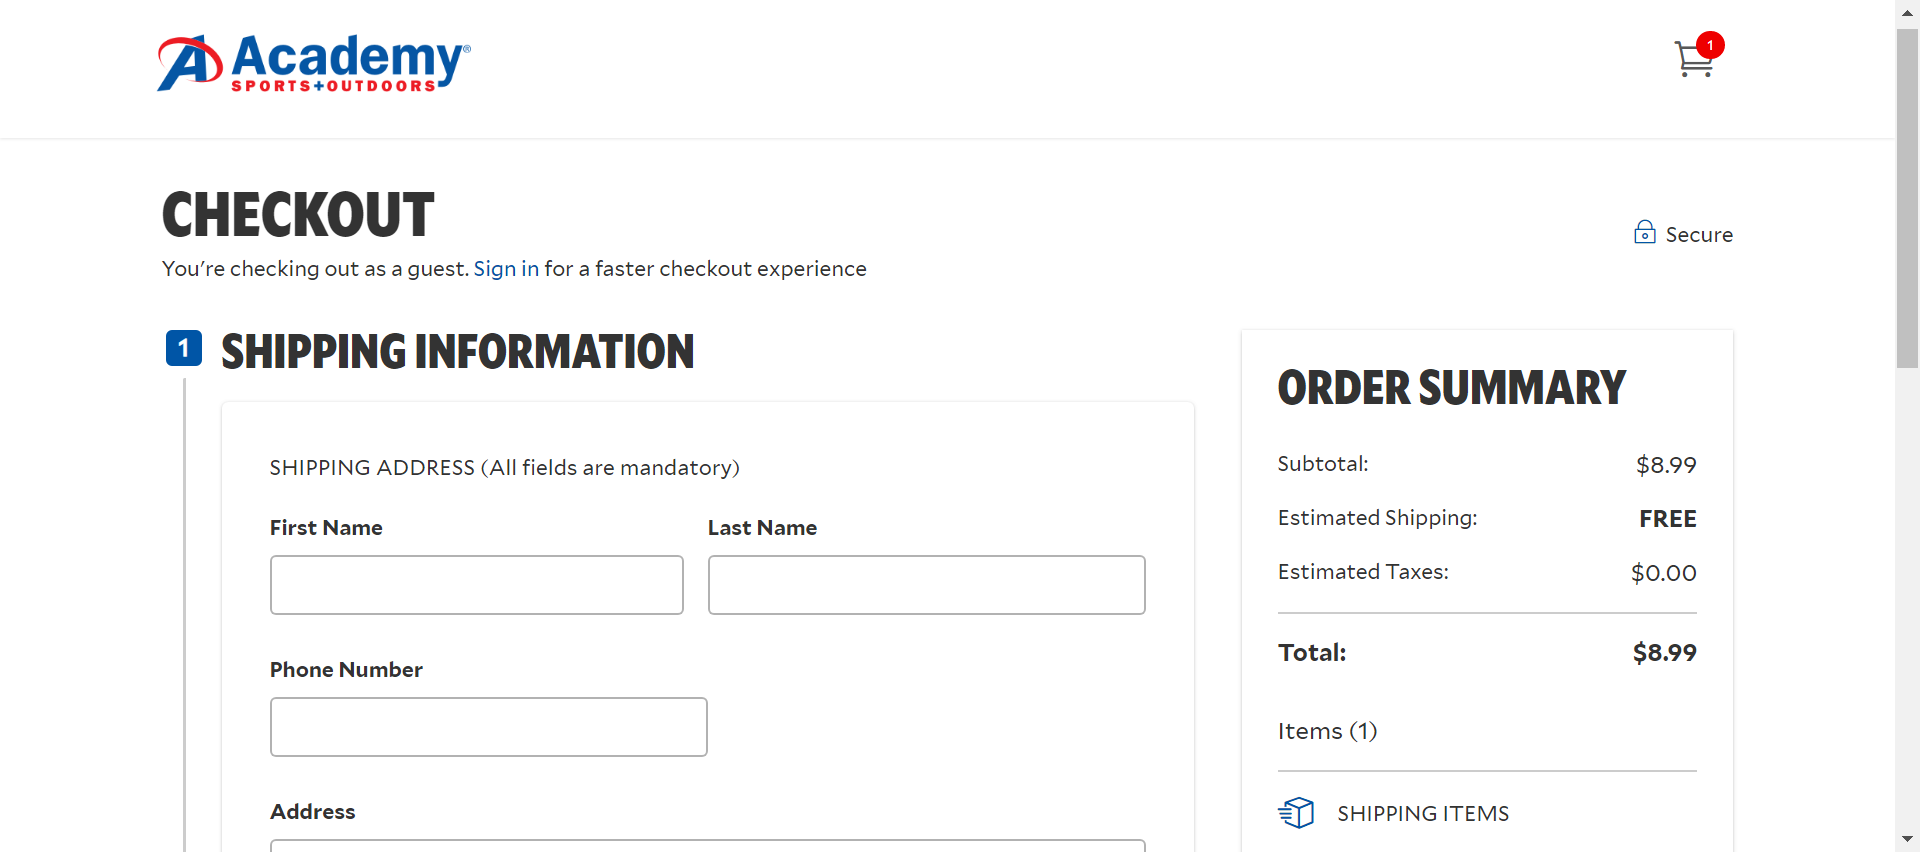 Academy®
SPORTS+OUTDOORS
1
CHECKOUT
You're checking out as a guest. Sign in for a faster checkout experience
Secure
1 SHIPPING INFORMATION
SHIPPING ADDRESS (All fields are mandatory)
First Name
Last Name
Phone Number
Address
ORDER SUMMARY
Subtotal: $8.99
Estimated Shipping: FREE
Estimated Taxes: $0.00
Total: $8.99
Items (1)
SHIPPING ITEMS